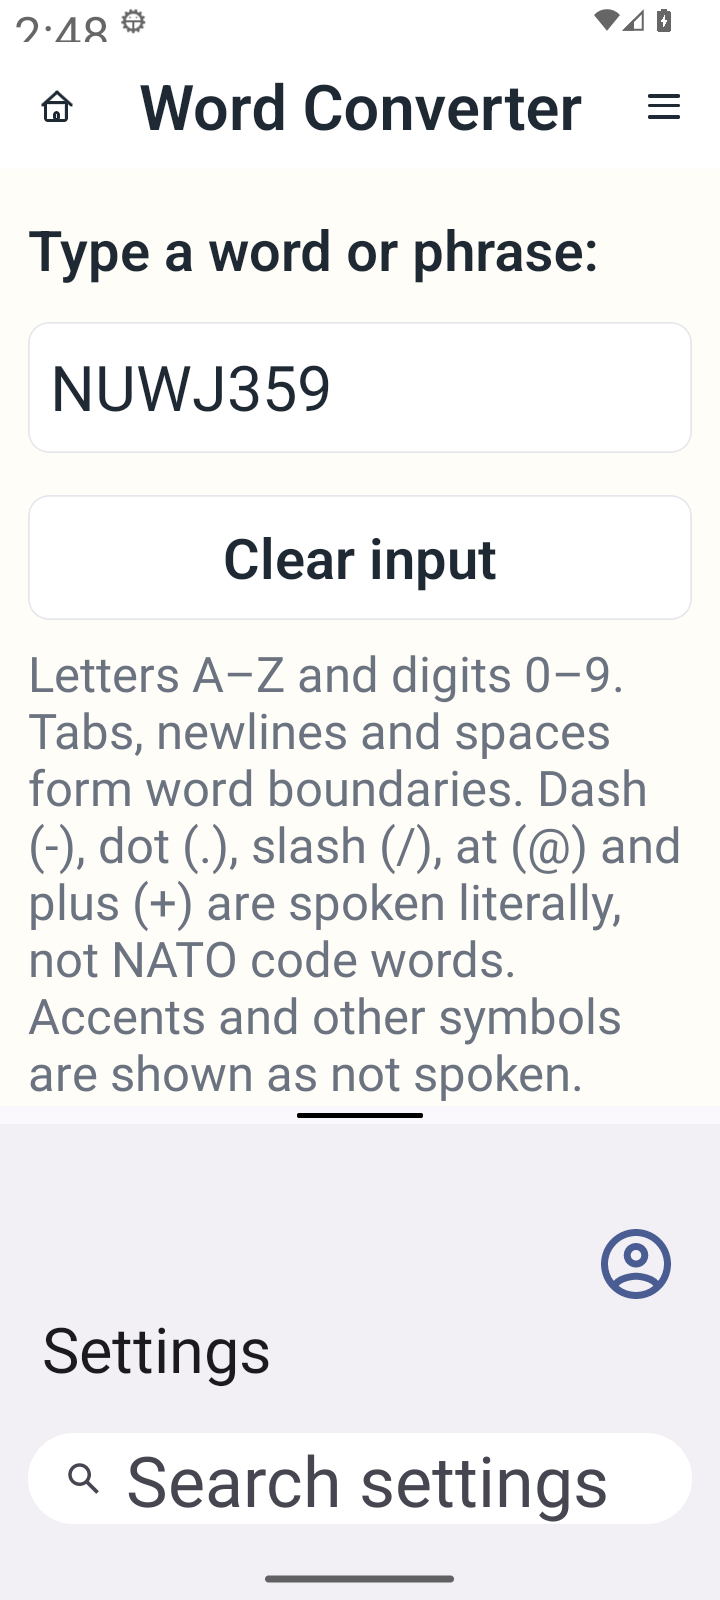 2:48
Word Converter
Type a word or phrase:
NUWJ359
Clear input
Letters A–Z and digits 0–9.
Tabs, newlines and spaces
form word boundaries. Dash
(-), dot (.), slash (/), at (@) and
plus (+) are spoken literally,
not NATO code words.
Accents and other symbols
are shown as not spoken.
Settings
Search settings